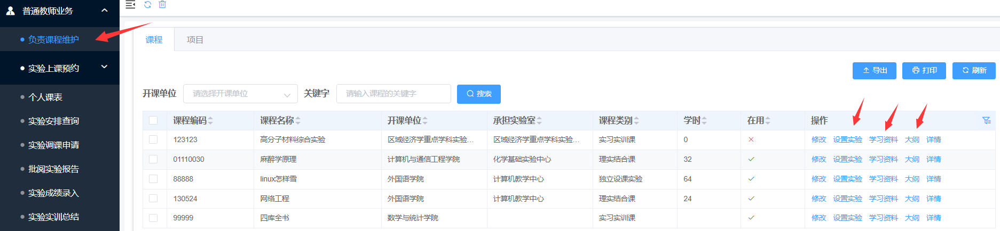 普通教师业务
负责课程维护
实验上课预约
个人课表
实验安排查询
实验调课申请
批阅实验报告
实验成绩录入
实验实训总结
课程 项目
导出 打印 刷新
开课单位 请选择开课单位 关键字 请输入课程的关键字 搜索
课程编码 课程名称 开课单位 承担实验室 课程类别 学时 在用 操作
123123 高分子材料综合实验 区域经济学重点学科实验... 区域经济学重点学科实验... 实习实训课 0 修改 设置实验 学习资料 大纲 详情
01110030 麻醉学原理 计算机与通信工程学院 化学基础实验中心 理实结合课 32 修改 设置实验 学习资料 大纲 详情
88888 linux怎样雪 外国语学院 计算机教学中心 独立设课实验 64 修改 设置实验 学习资料 大纲 详情
130524 网络工程 外国语学院 计算机教学中心 理实结合课 24 修改 设置实验 学习资料 大纲 详情
99999 四库全书 数学与统计学院 实习实训课 修改 设置实验 学习资料 大纲 详情